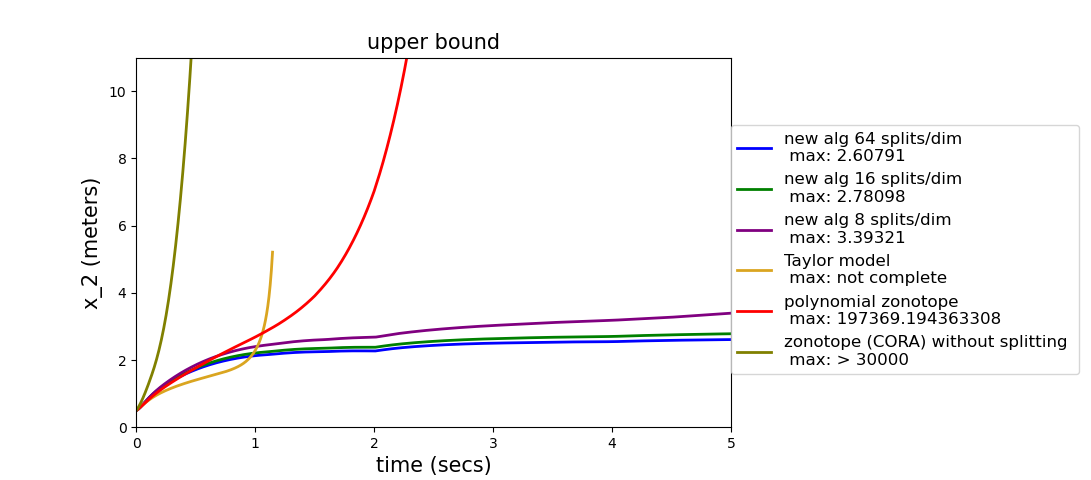 upper bound
x_2 (meters)
10
8
6
4
2
0
0 1 2 3 4 5
time (secs)
new alg 64 splits/dim
max: 2.60791
new alg 16 splits/dim
max: 2.78098
new alg 8 splits/dim
max: 3.39321
Taylor model
max: not complete
polynomial zonotope
max: 197369.194363308
zonotope (CORA) without splitting
max: > 30000